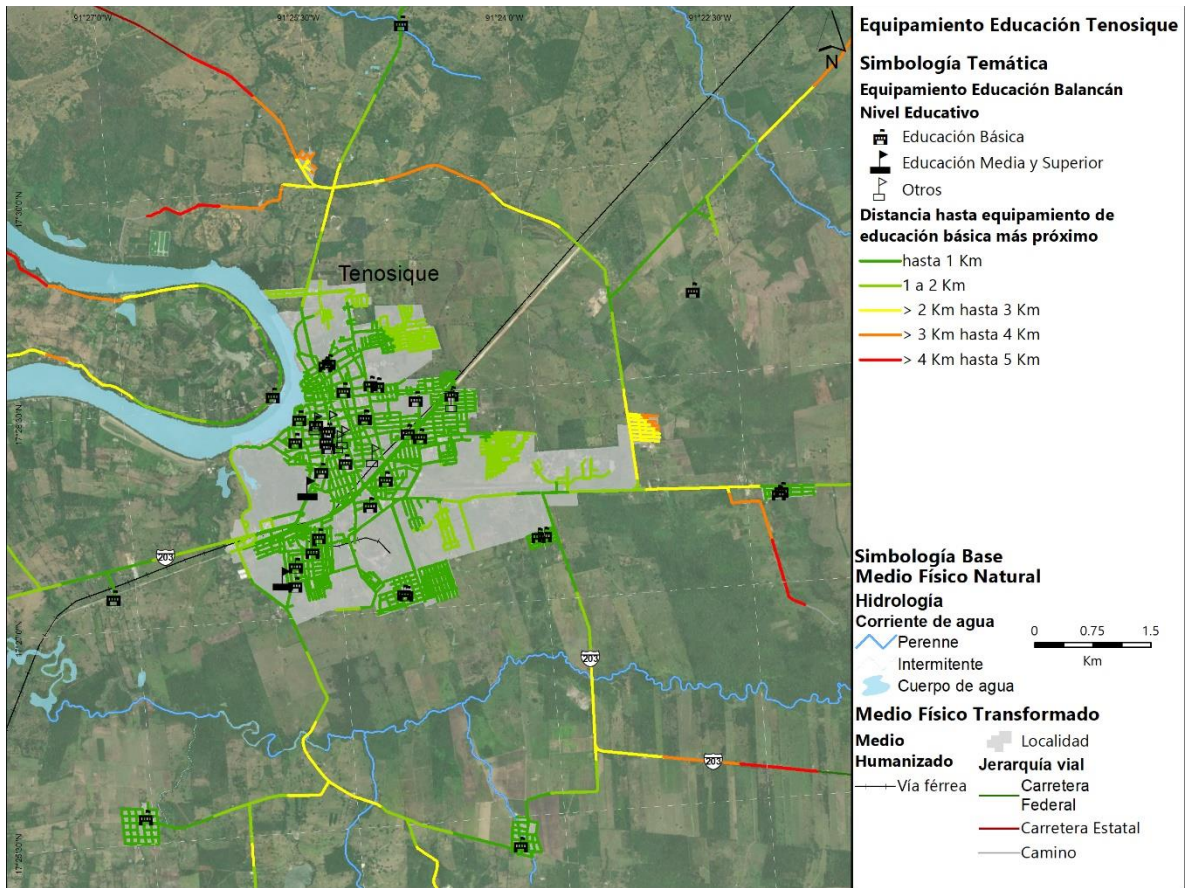 91°27'0"W
91°25'30"W
91°24'0"W
91°22'30"W
N
17°30'0"N
17°28'30"N
17°27'0"N
17°25'30"N
Tenosique
203
203
203
Equipamiento Educación Tenosique
Simbología Temática
Equipamiento Educación Balancán
Nivel Educativo
Educación Básica
Educación Media y Superior
Otros
Distancia hasta equipamiento de
educación básica más próximo
hasta 1 Km
1 a 2 Km
> 2 Km hasta 3 Km
> 3 Km hasta 4 Km
> 4 Km hasta 5 Km
Simbología Base
Medio Físico Natural
Hidrología
Corriente de agua
Perenne
Intermitente
Cuerpo de agua
0 0.75 1.5
Km
Medio Físico Transformado
Medio
Humanizado
Vía férrea
Localidad
Jerarquía vial
Carretera
Federal
Carretera Estatal
Camino